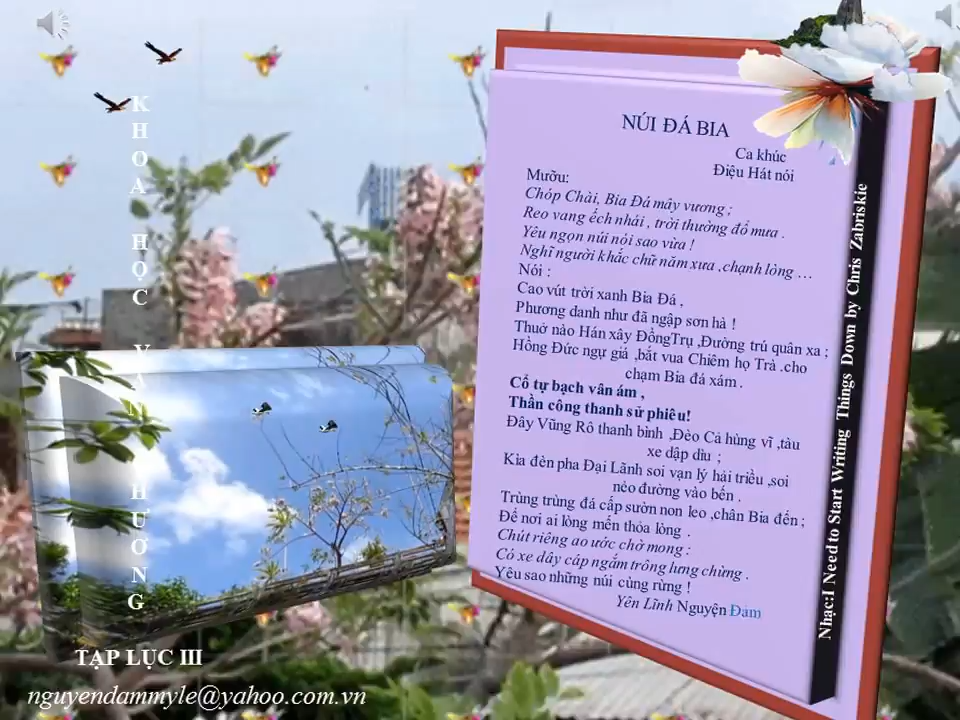 KHOA HỌC VÀ HƯƠNG
TẠP LỤC III
nguyendammyle@yahoo.com.vn
NÚI ĐÁ BIA
Ca khúc
Điệu Hát nói
Mưỡu:
Chóp Chài, Bia Đá mây vương ;
Reo vang ếch nhái , trời thường đổ mưa .
Yêu ngọn núi nói sao vừa !
Nghĩ người khắc chữ năm xưa ,chạnh lòng …
Nói :
Cao vút trời xanh Bia Đá ,
Phương danh như đã ngập sơn hà !
Thuở nào Hán xây ĐồngTrụ ,Đường trú quân xa ;
Hồng Đức ngự giá ,bắt vua Chiêm họ Trà .cho
chạm Bia đá xám .
Cổ tự bạch vân ám ,
Thần công thanh sử phiêu!
Đây Vũng Rô thanh bình ,Đèo Cả hùng vĩ ,tàu
xe dập dìu ;
Kia đèn pha Đại Lãnh soi vạn lý hải triều ,soi
nẻo đường vào bến .
Trùng trùng đá cấp sườn non leo ,chân Bia đến ;
Để nơi ai lòng mến thỏa lòng .
Chút riêng ao ước chờ mong :
Có xe dây cáp ngắm trông lưng chừng .
Yêu sao những núi cùng rừng !
Yên Lĩnh Nguyện Đảm
Nhạc:I Need to Start Writing Things Down by Chris Zabriskie